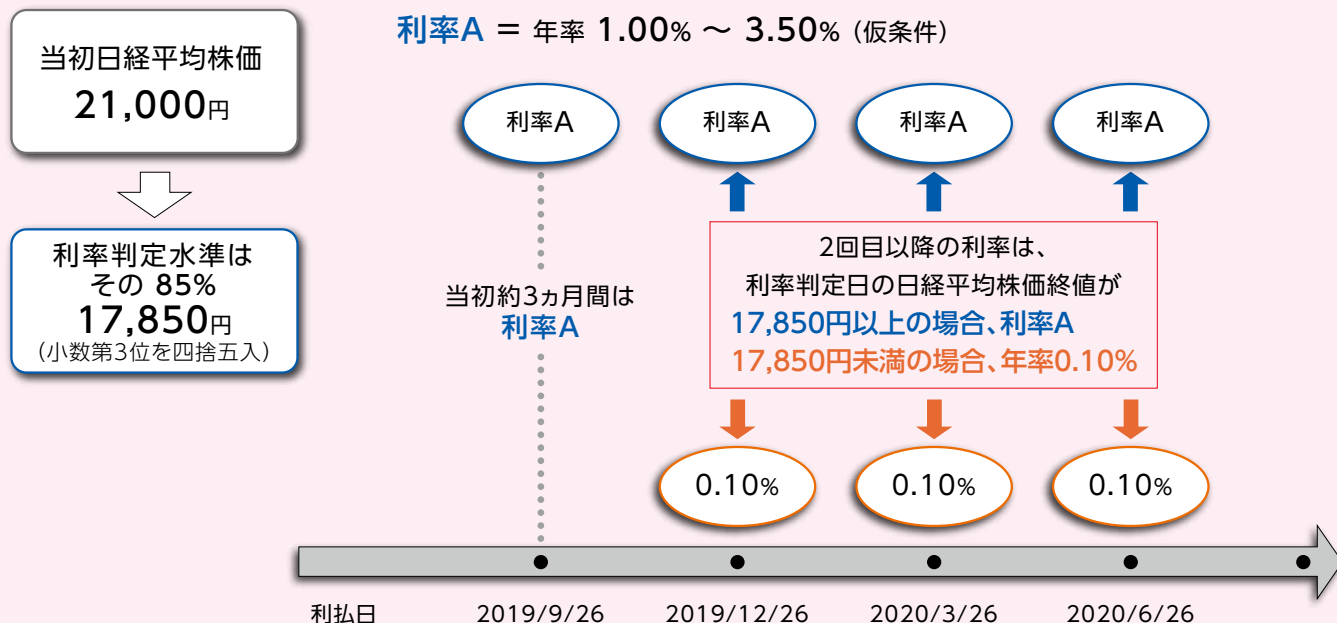 利率A = 年率 1.00% ～ 3.50% (仮条件)
当初日経平均株価
21,000円
利率判定水準は
その 85%
17,850円
(小数第3位を四捨五入)
利率A
利率A
利率A
利率A
当初約3ヵ月間は
利率A
2回目以降の利率は、
利率判定日の日経平均株価終値が
17,850円以上の場合、利率A
17,850円未満の場合、年率0.10%
0.10%
0.10%
0.10%
利払日
2019/9/26
2019/12/26
2020/3/26
2020/6/26